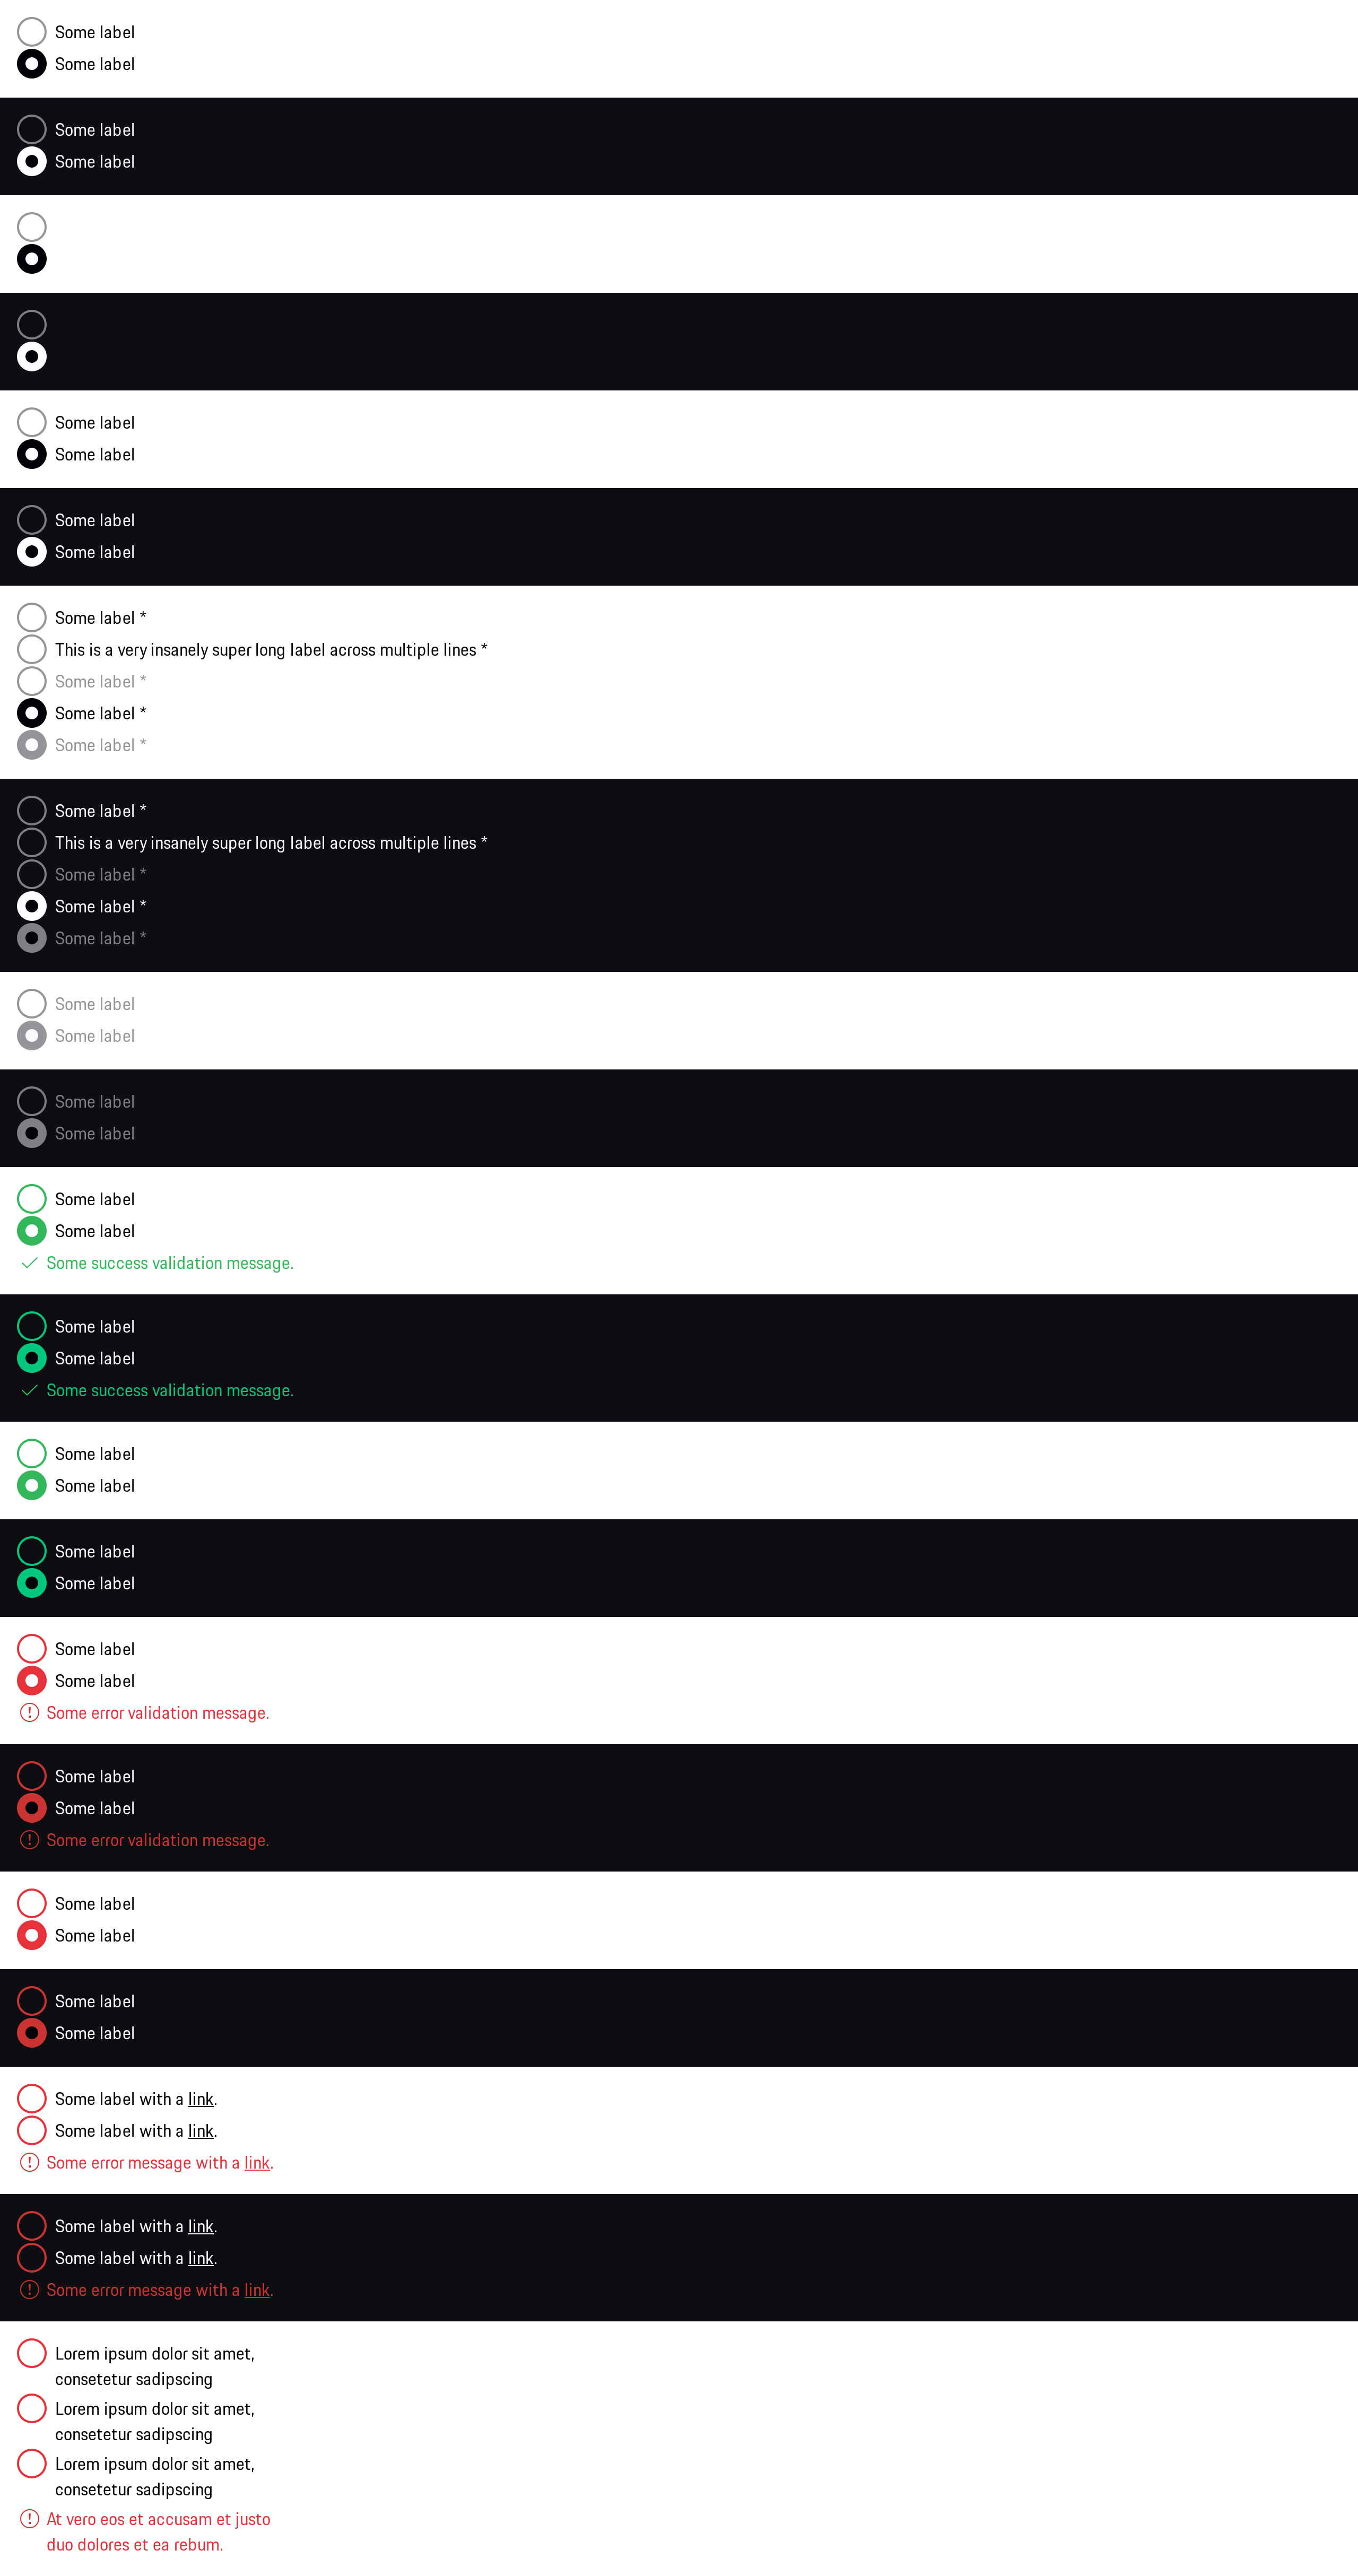 Some label
Some label
Some label
Some label
Some label
Some label
Some label
Some label
Some label *
This is a very insanely super long label across multiple lines *
Some label *
Some label *
Some label *
Some label *
This is a very insanely super long label across multiple lines *
Some label *
Some label *
Some label *
Some label
Some label
Some label
Some label
Some label
Some label
Some success validation message.
Some label
Some label
Some success validation message.
Some label
Some label
Some label
Some label
Some label
Some label
Some error validation message.
Some label
Some label
Some error validation message.
Some label
Some label
Some label
Some label
Some label with a link.
Some label with a link.
Some error message with a link.
Some label with a link.
Some label with a link.
Some error message with a link.
Lorem ipsum dolor sit amet,
consetetur sadipscing
Lorem ipsum dolor sit amet,
consetetur sadipscing
Lorem ipsum dolor sit amet,
consetetur sadipscing
At vero eos et accusam et justo
duo dolores et ea rebum.